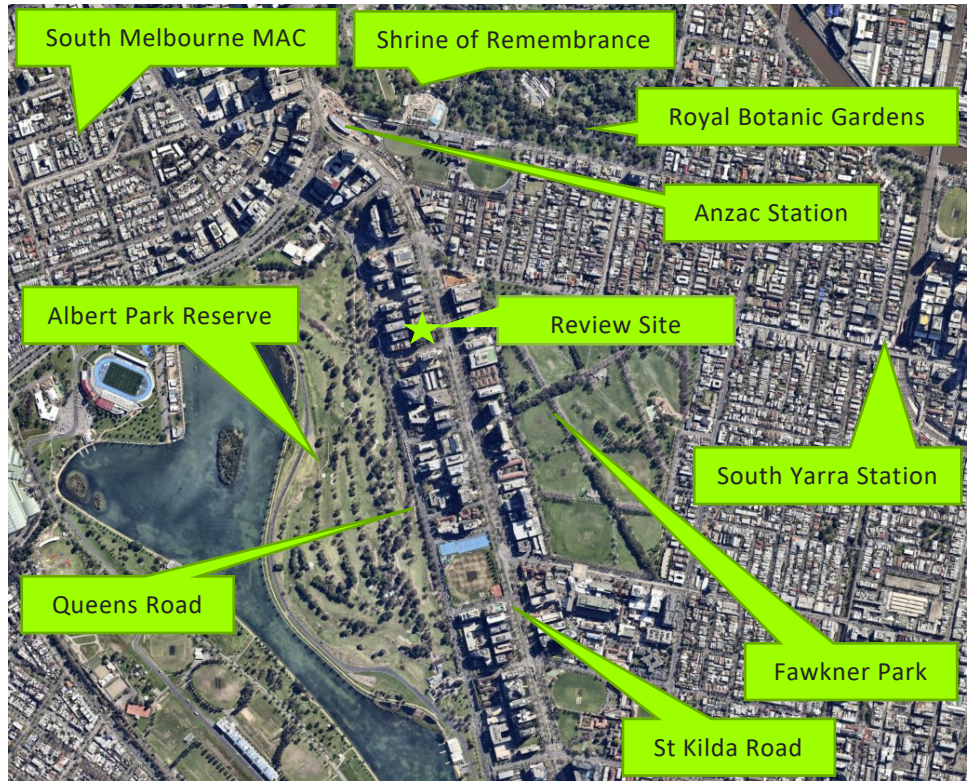 South Melbourne MAC
Shrine of Remembrance
Royal Botanic Gardens
Anzac Station
Albert Park Reserve
Review Site
South Yarra Station
Queens Road
Fawkner Park
St Kilda Road